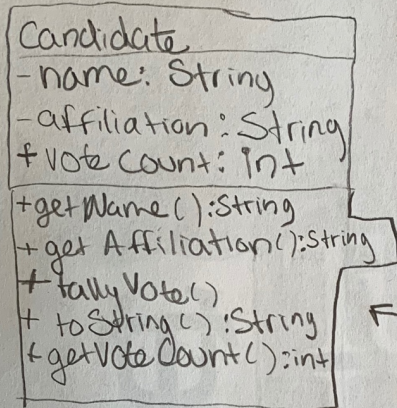 Candidate
- name: String
- affiliation: String
+ vote Count: int
+ getName(): String
+ get Affiliation(): String
+ tallyVote()
+ toString(): String
+ getVoteCount(): int